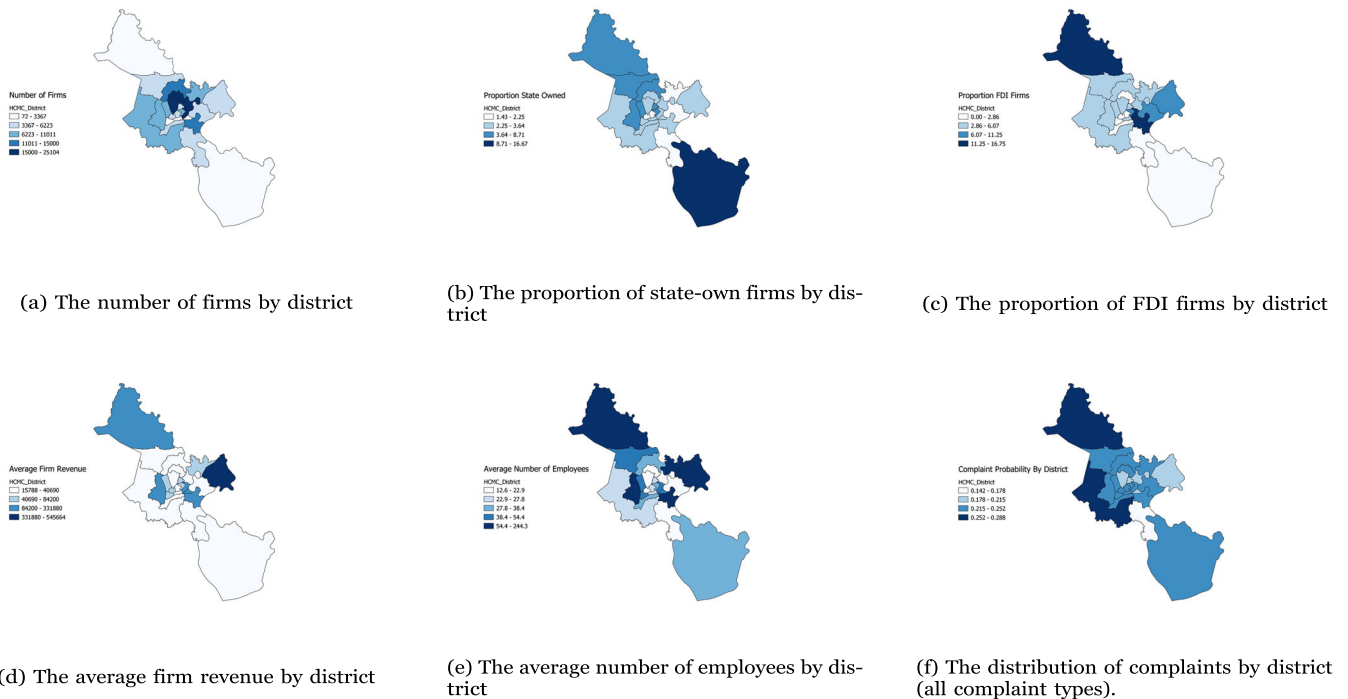 Number of Firms
HCMC_District
72 - 3367
3367 - 6223
6223 - 11011
11011 - 15000
15000 - 25104
(a) The number of firms by district
Proportion State Owned
HCMC_District
1.43 - 2.25
2.25 - 3.64
3.64 - 8.71
8.71 - 16.67
(b) The proportion of state-own firms by dis-
trict
Proportion FDI Firms
HCMC_District
0.00 - 2.86
2.86 - 6.07
6.07 - 11.25
11.25 - 16.75
(c) The proportion of FDI firms by district
Average Firm Revenue
HCMC_District
15788 - 40690
40690 - 84200
84200 - 331880
331880 - 545664
(d) The average firm revenue by district
Average Number of Employees
HCMC_District
12.6 - 22.9
22.9 - 27.8
27.8 - 38.4
38.4 - 54.4
54.4 - 244.3
(e) The average number of employees by dis-
trict
Complaint Probability By District
HCMC_District
0.142 - 0.178
0.178 - 0.215
0.215 - 0.252
0.252 - 0.288
(f) The distribution of complaints by district
(all complaint types).